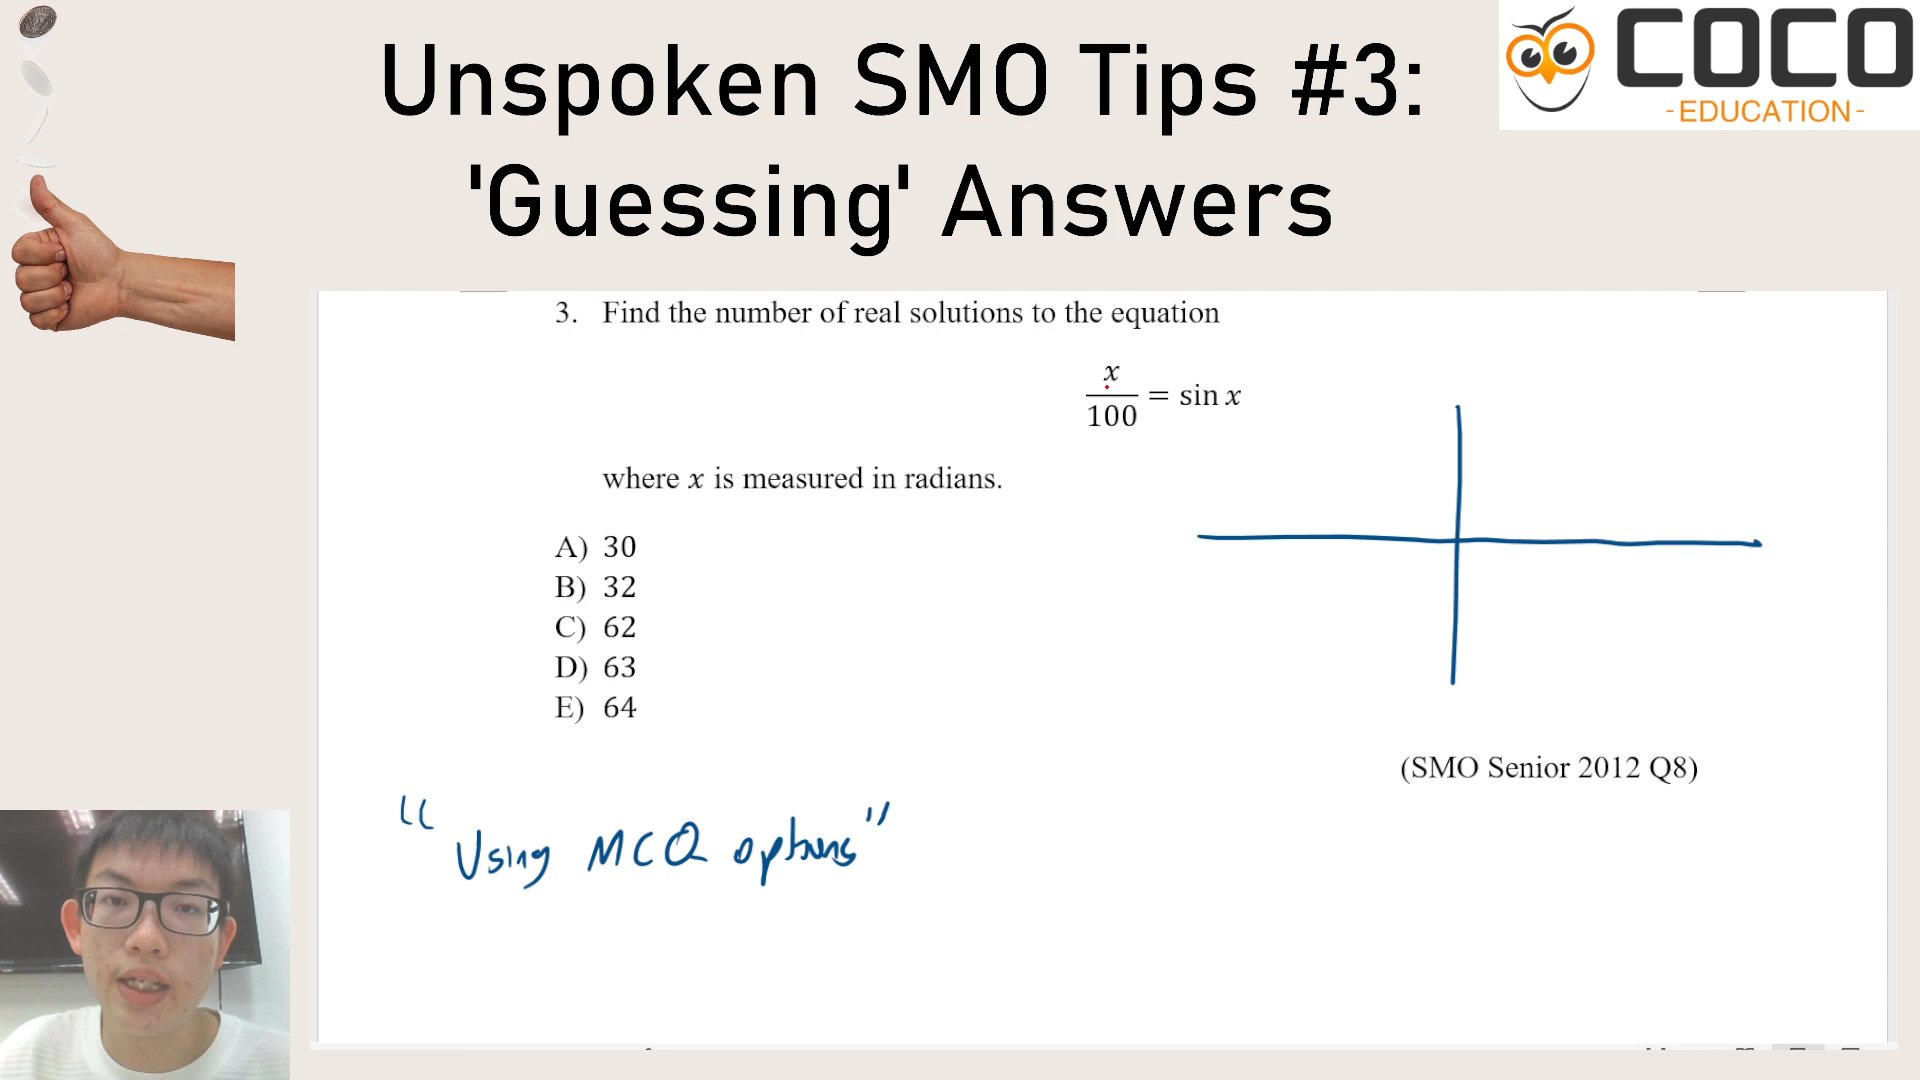 Unspoken SMO Tips #3:
'Guessing' Answers
COCO
-EDUCATION-
3. Find the number of real solutions to the equation
x
100
= sin x
where x is measured in radians.
A) 30
B) 32
C) 62
D) 63
E) 64
(SMO Senior 2012 Q8)
"Using MCQ options"